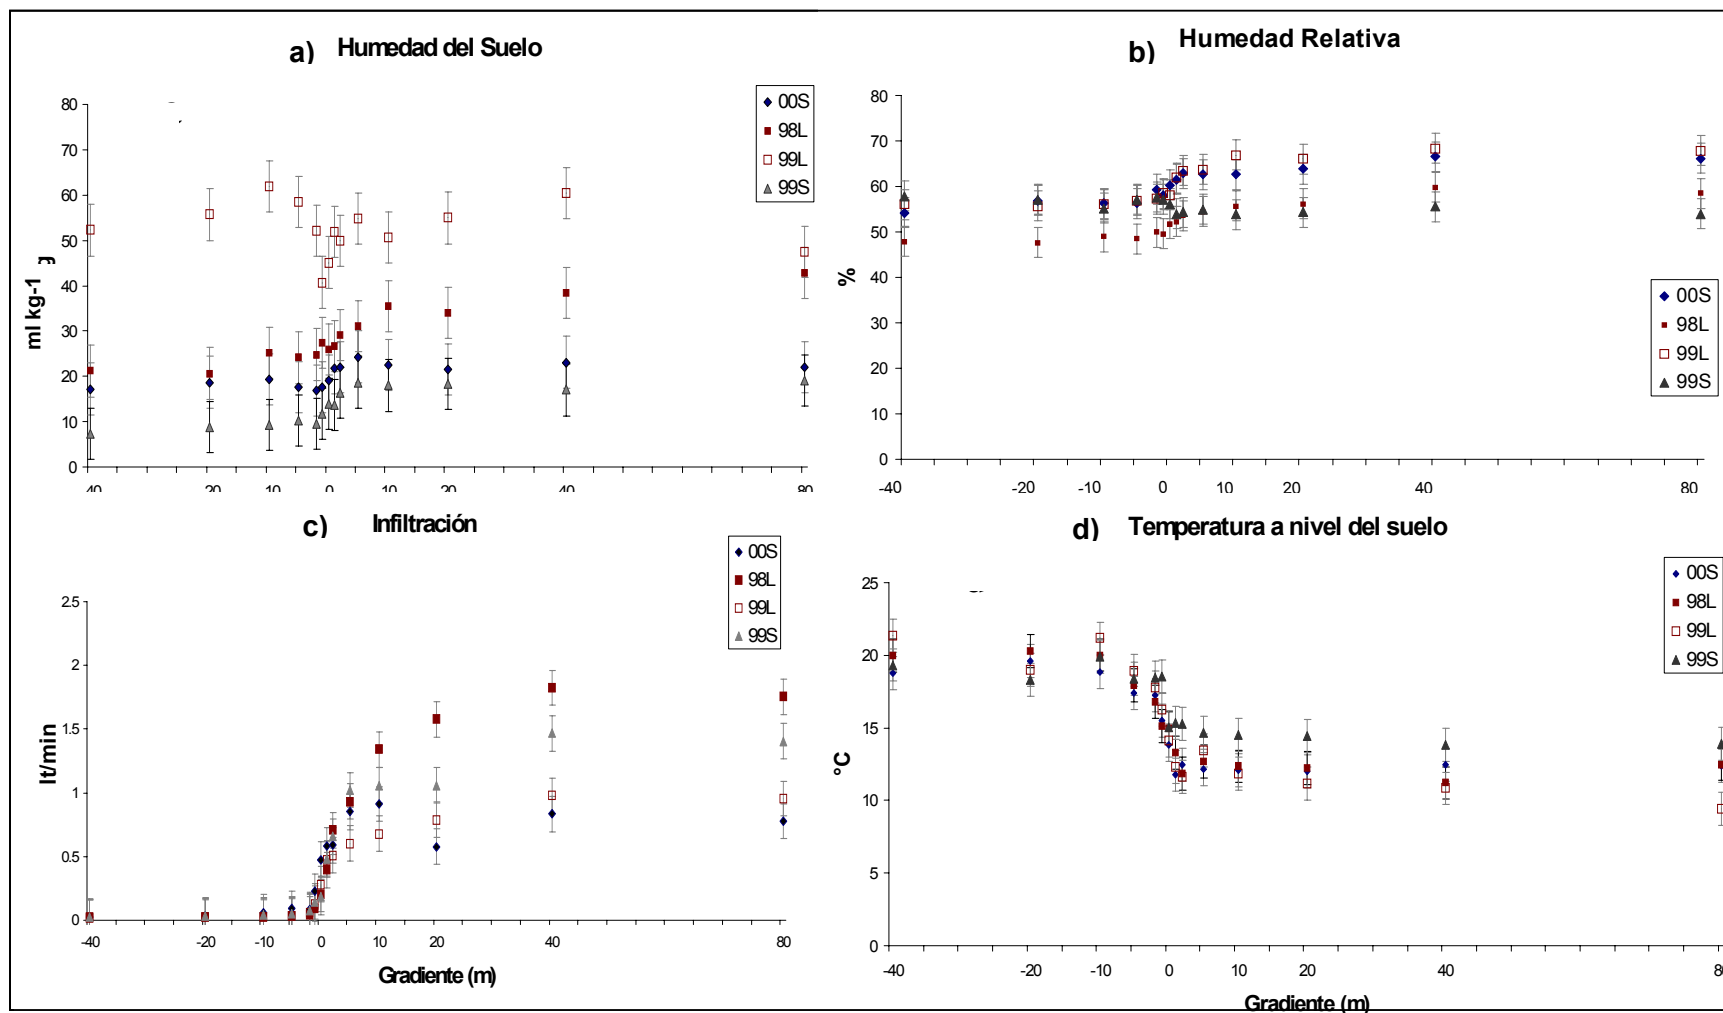 a) Humedad del Suelo
80
70
60
50
40
30
20
10
0
ml kg-1
g
40 20 10 0 10 20 40 80
00S
98L
99L
99S
b) Humedad Relativa
80
70
60
50
40
30
20
10
0
%
-40 -20 -10 0 10 20 40 80
00S
98L
99L
99S
c) Infiltración
2.5
2
1.5
1
0.5
0
lt/min
-40 -20 -10 0 10 20 40 80
Gradiente (m)
00S
98L
99L
99S
d) Temperatura a nivel del suelo
25
20
15
10
5
0
°C
-40 -20 -10 0 10 20 40 80
Gradiente (m)
00S
98L
99L
99S